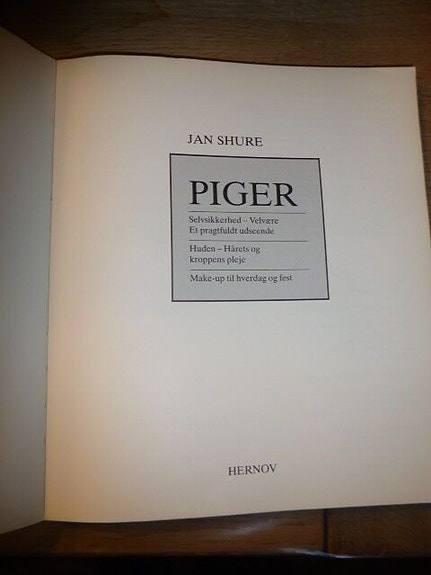 JAN SHURE
PIGER
Selvsikkerhed – Velvære
Et pragtfuldt udseende
Huden – Hårets og
kroppens pleje
Make-up til hverdag og fest
HERNOV